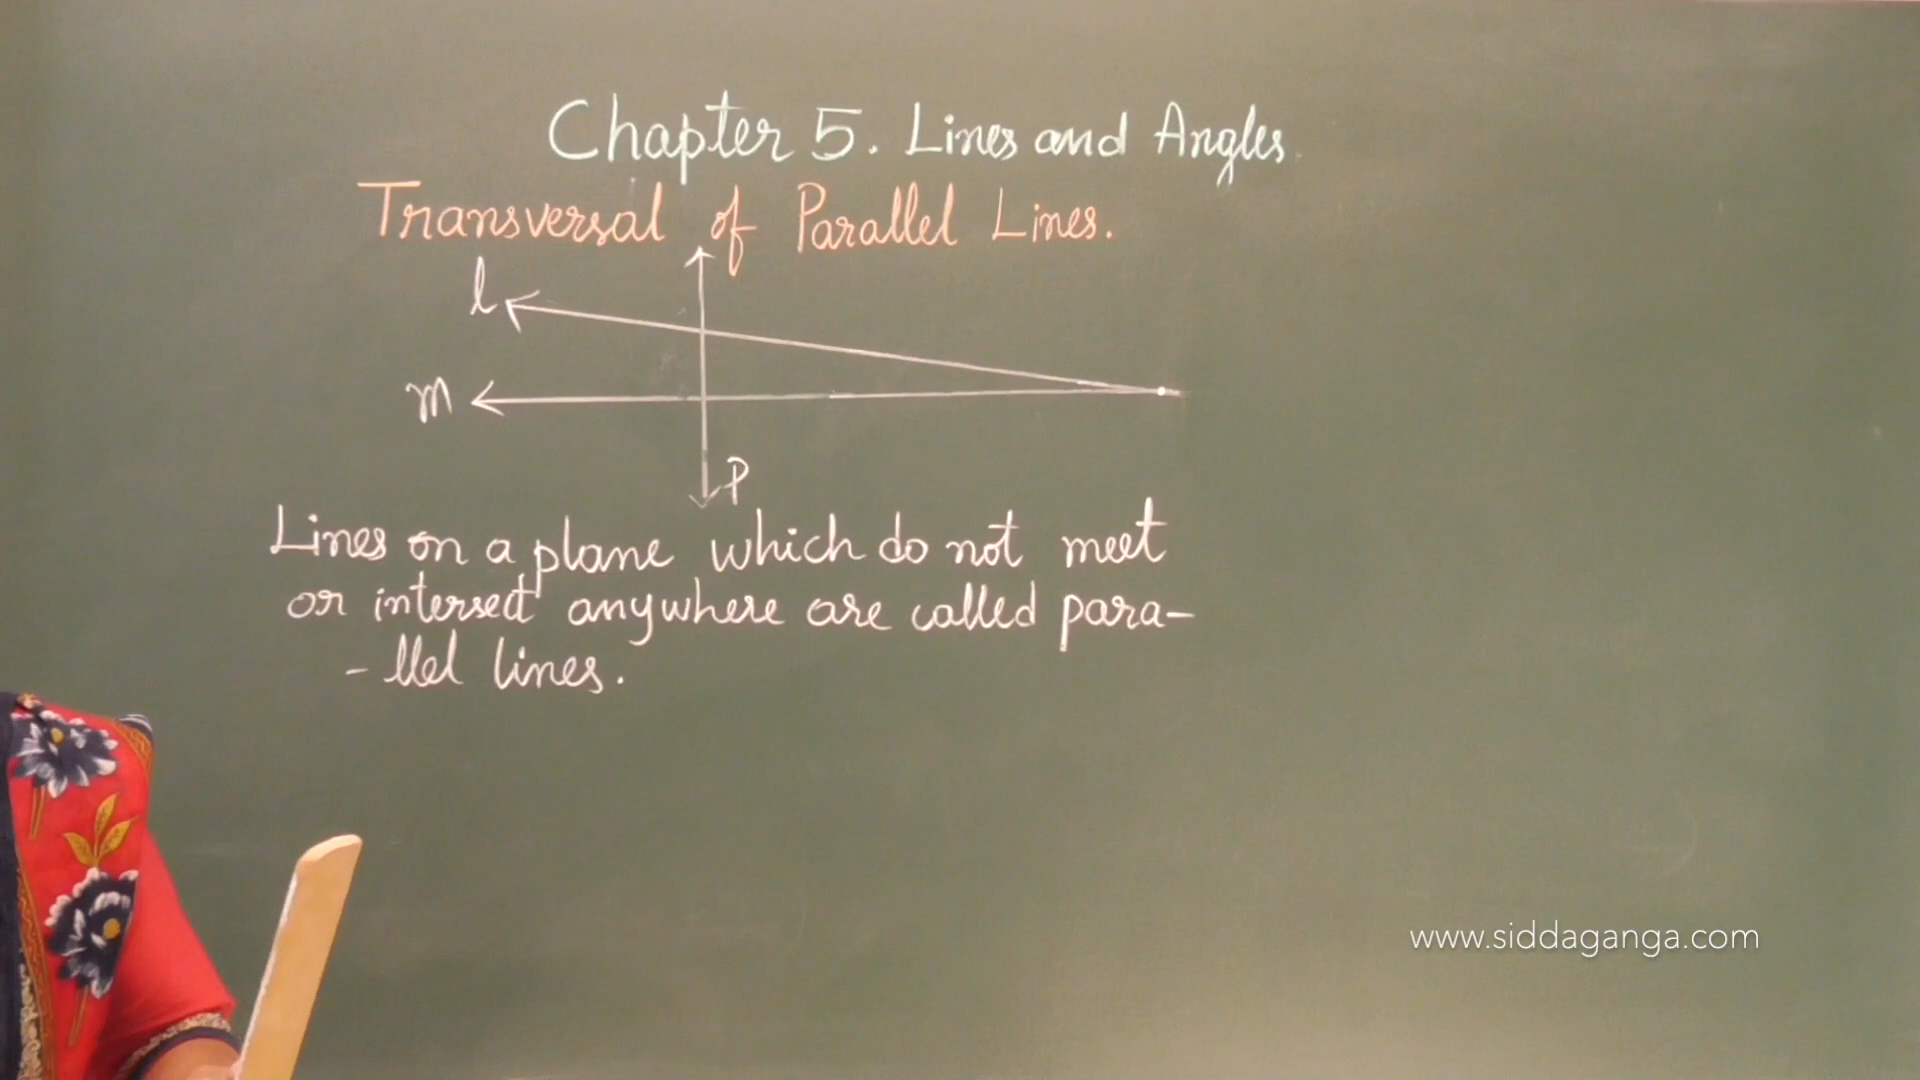 Chapter 5. Lines and Angles
Transversal of Parallel Lines.
l
m
P
Lines on a plane which do not meet
or intersect anywhere are called para-
-llel lines.
www.siddaganga.com